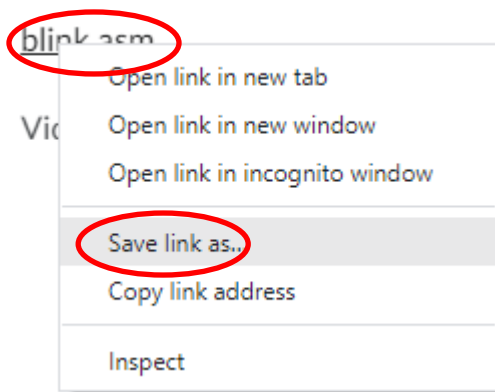 blink asm
Open link in new tab
Vic
Open link in new window
Open link in incognito window
Save link as...
Copy link address
Inspect